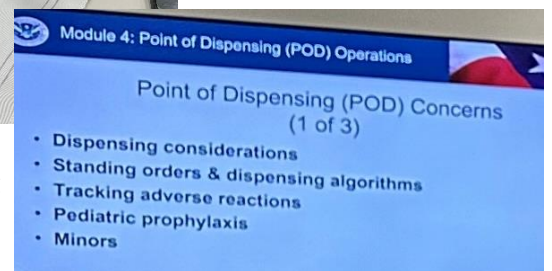 Module 4: Point of Dispensing (POD) Operations
Point of Dispensing (POD) Concerns
(1 of 3)
• Dispensing considerations
• Standing orders & dispensing algorithms
• Tracking adverse reactions
• Pediatric prophylaxis
• Minors